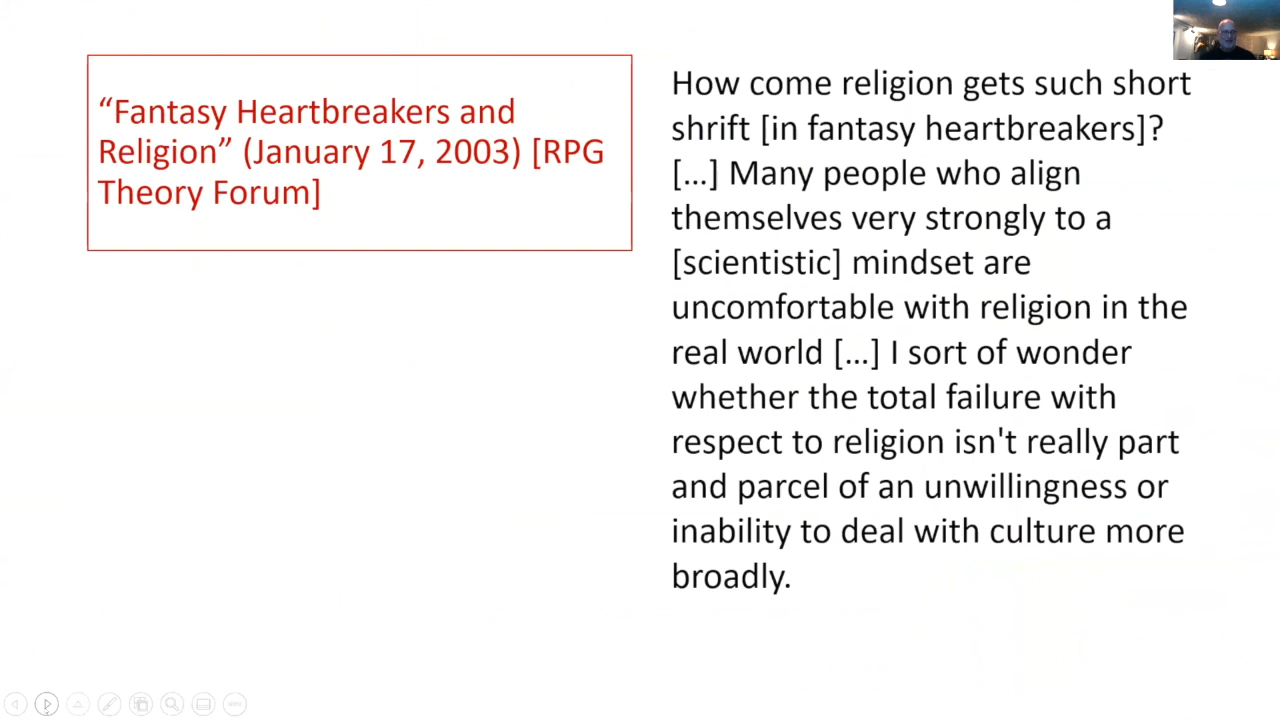 “Fantasy Heartbreakers and
Religion” (January 17, 2003) [RPG
Theory Forum]
How come religion gets such short
shrift [in fantasy heartbreakers]?
[…] Many people who align
themselves very strongly to a
[scientistic] mindset are
uncomfortable with religion in the
real world […] I sort of wonder
whether the total failure with
respect to religion isn't really part
and parcel of an unwillingness or
inability to deal with culture more
broadly.